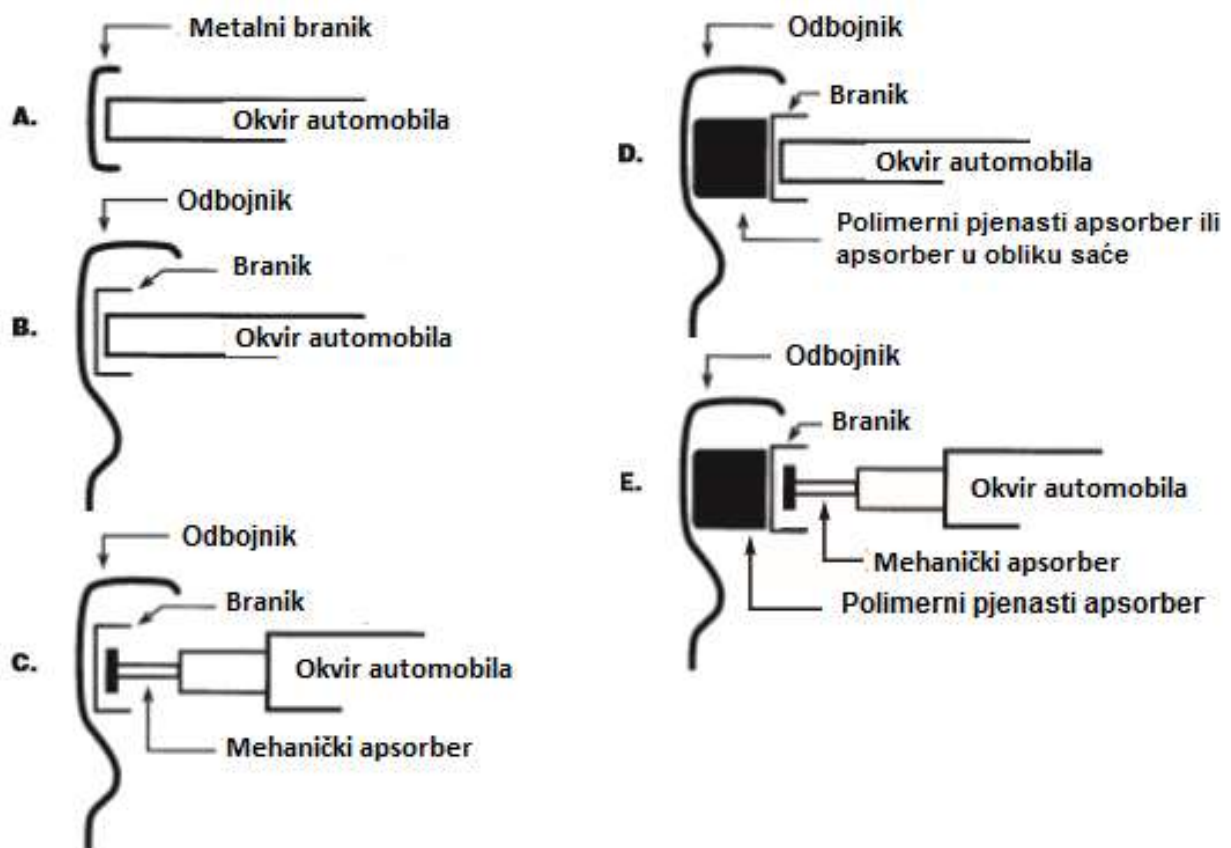 Metalni branik
A.
Okvir automobila
Odbojnik
Branik
B.
Okvir automobila
Odbojnik
Branik
C.
Okvir automobila
Mehanički apsorber
Odbojnik
Branik
D.
Okvir automobila
Polimerni pjenasti apsorber ili
apsorber u obliku saće
Odbojnik
Branik
E.
Okvir automobila
Mehanički apsorber
Polimerni pjenasti apsorber